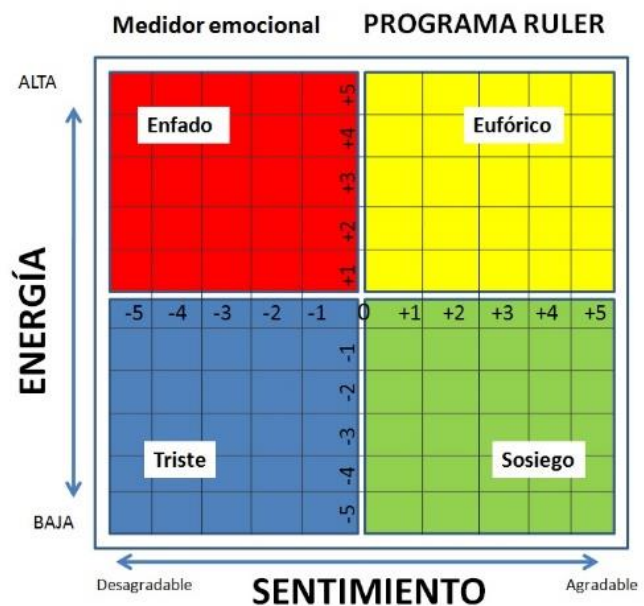 Medidor emocional
PROGRAMA RULER
ALTA
Enfado
Eufórico
+5
+4
+3
+2
+1
ENERGÍA
-5 -4 -3 -2 -1 0 +1 +2 +3 +4 +5
-1
-2
-3
-4
-5
Triste
Sosiego
BAJA
Desagradable
SENTIMIENTO
Agradable